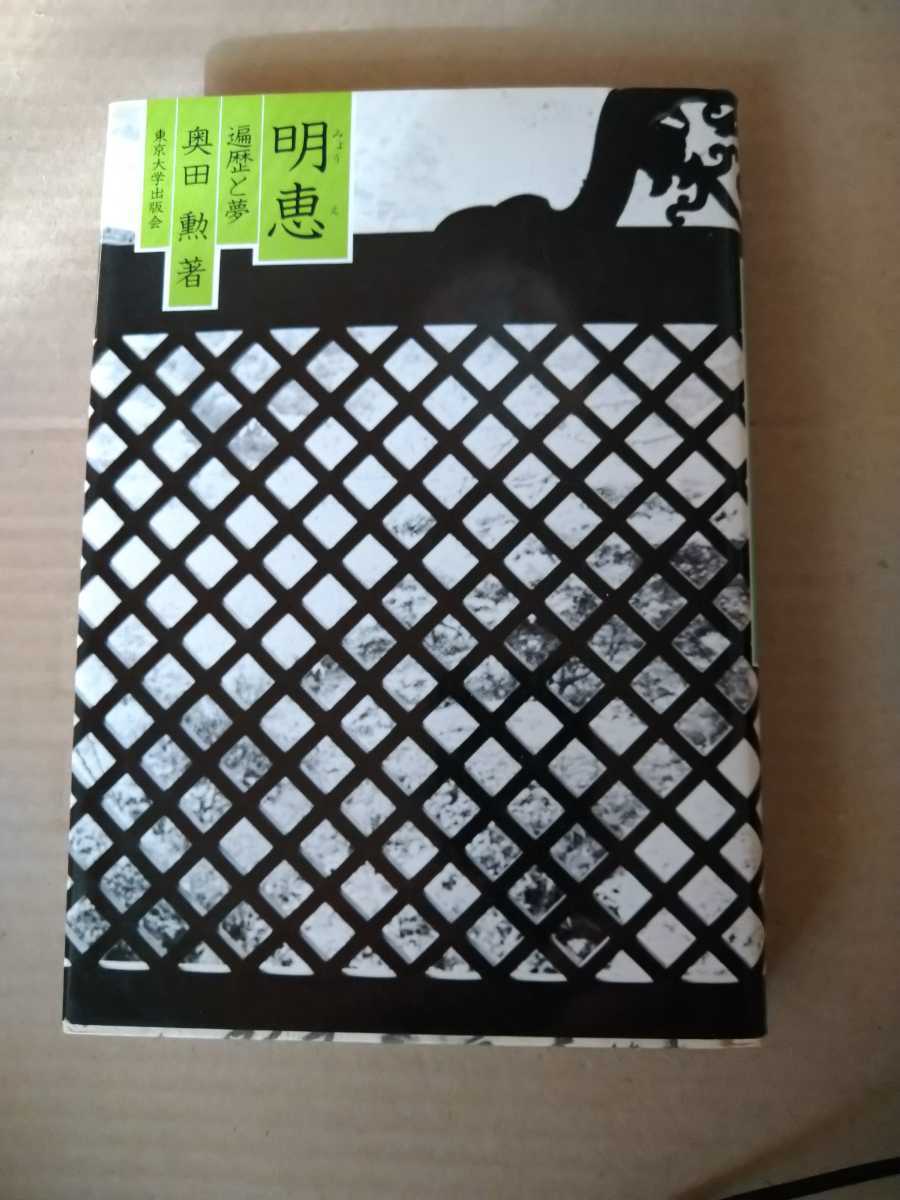 明恵
みょうえ
遍歴と夢
奥田 勲 著
東京大学出版会